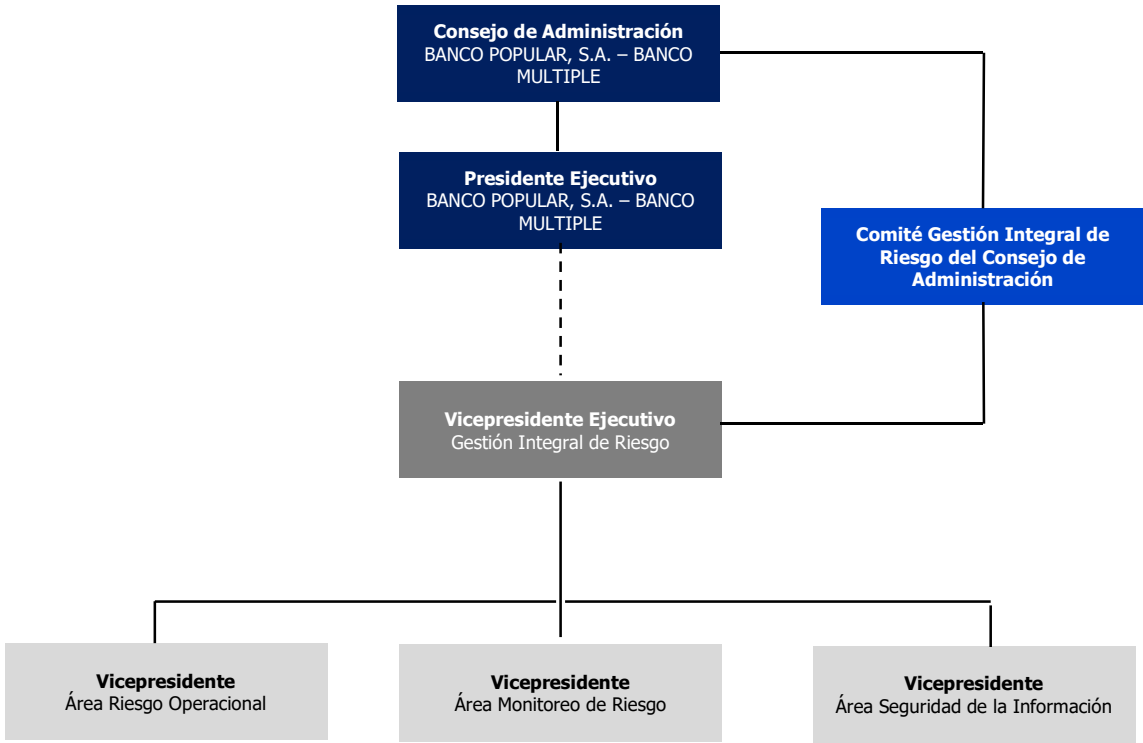 Consejo de Administración
BANCO POPULAR, S.A. – BANCO
MULTIPLE
Presidente Ejecutivo
BANCO POPULAR, S.A. – BANCO
MULTIPLE
Comité Gestión Integral de
Riesgo del Consejo de
Administración
Vicepresidente Ejecutivo
Gestión Integral de Riesgo
Vicepresidente
Área Riesgo Operacional
Vicepresidente
Área Monitoreo de Riesgo
Vicepresidente
Área Seguridad de la Información